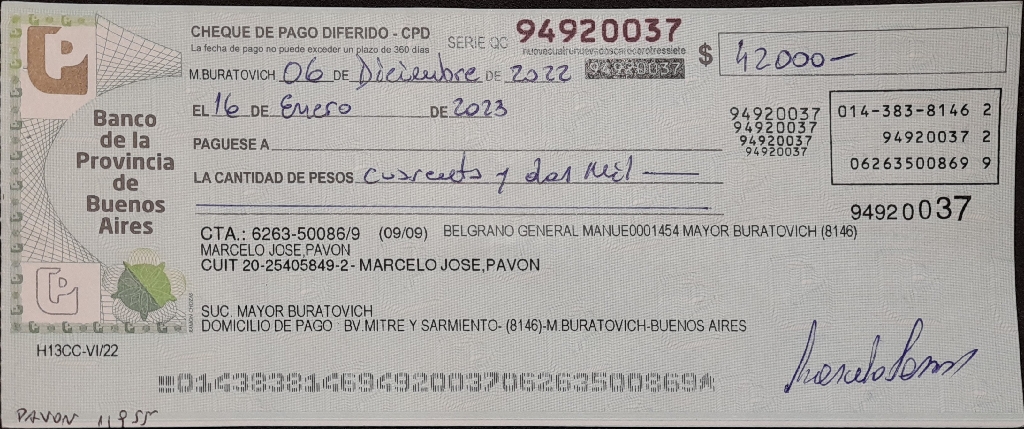 CHEQUE DE PAGO DIFERIDO - CPD
La fecha de pago no puede exceder un plazo de 360 días
SERIE QC 94920037
94920037
$ 42000-
M.BURATOVICH 06 DE Diciembre DE 2022
EL 16 DE Enero DE 2023
PAGUESE A
LA CANTIDAD DE PESOS cuarenta y dos mil
94920037
94920037
94920037
94920037
014-383-8146 2
94920037 2
06263500869 9
94920037
Banco
de la
Provincia
de
Buenos
Aires
CTA.: 6263-50086/9 (09/09) BELGRANO GENERAL MANUE0001454 MAYOR BURATOVICH (8146)
MARCELO JOSE,PAVON
CUIT 20-25405849-2- MARCELO JOSE,PAVON
SUC. MAYOR BURATOVICH
DOMICILIO DE PAGO : BV.MITRE Y SARMIENTO- (8146)-M.BURATOVICH-BUENOS AIRES
H13CC-VI/22
01438381469492003706263500869
PAVON